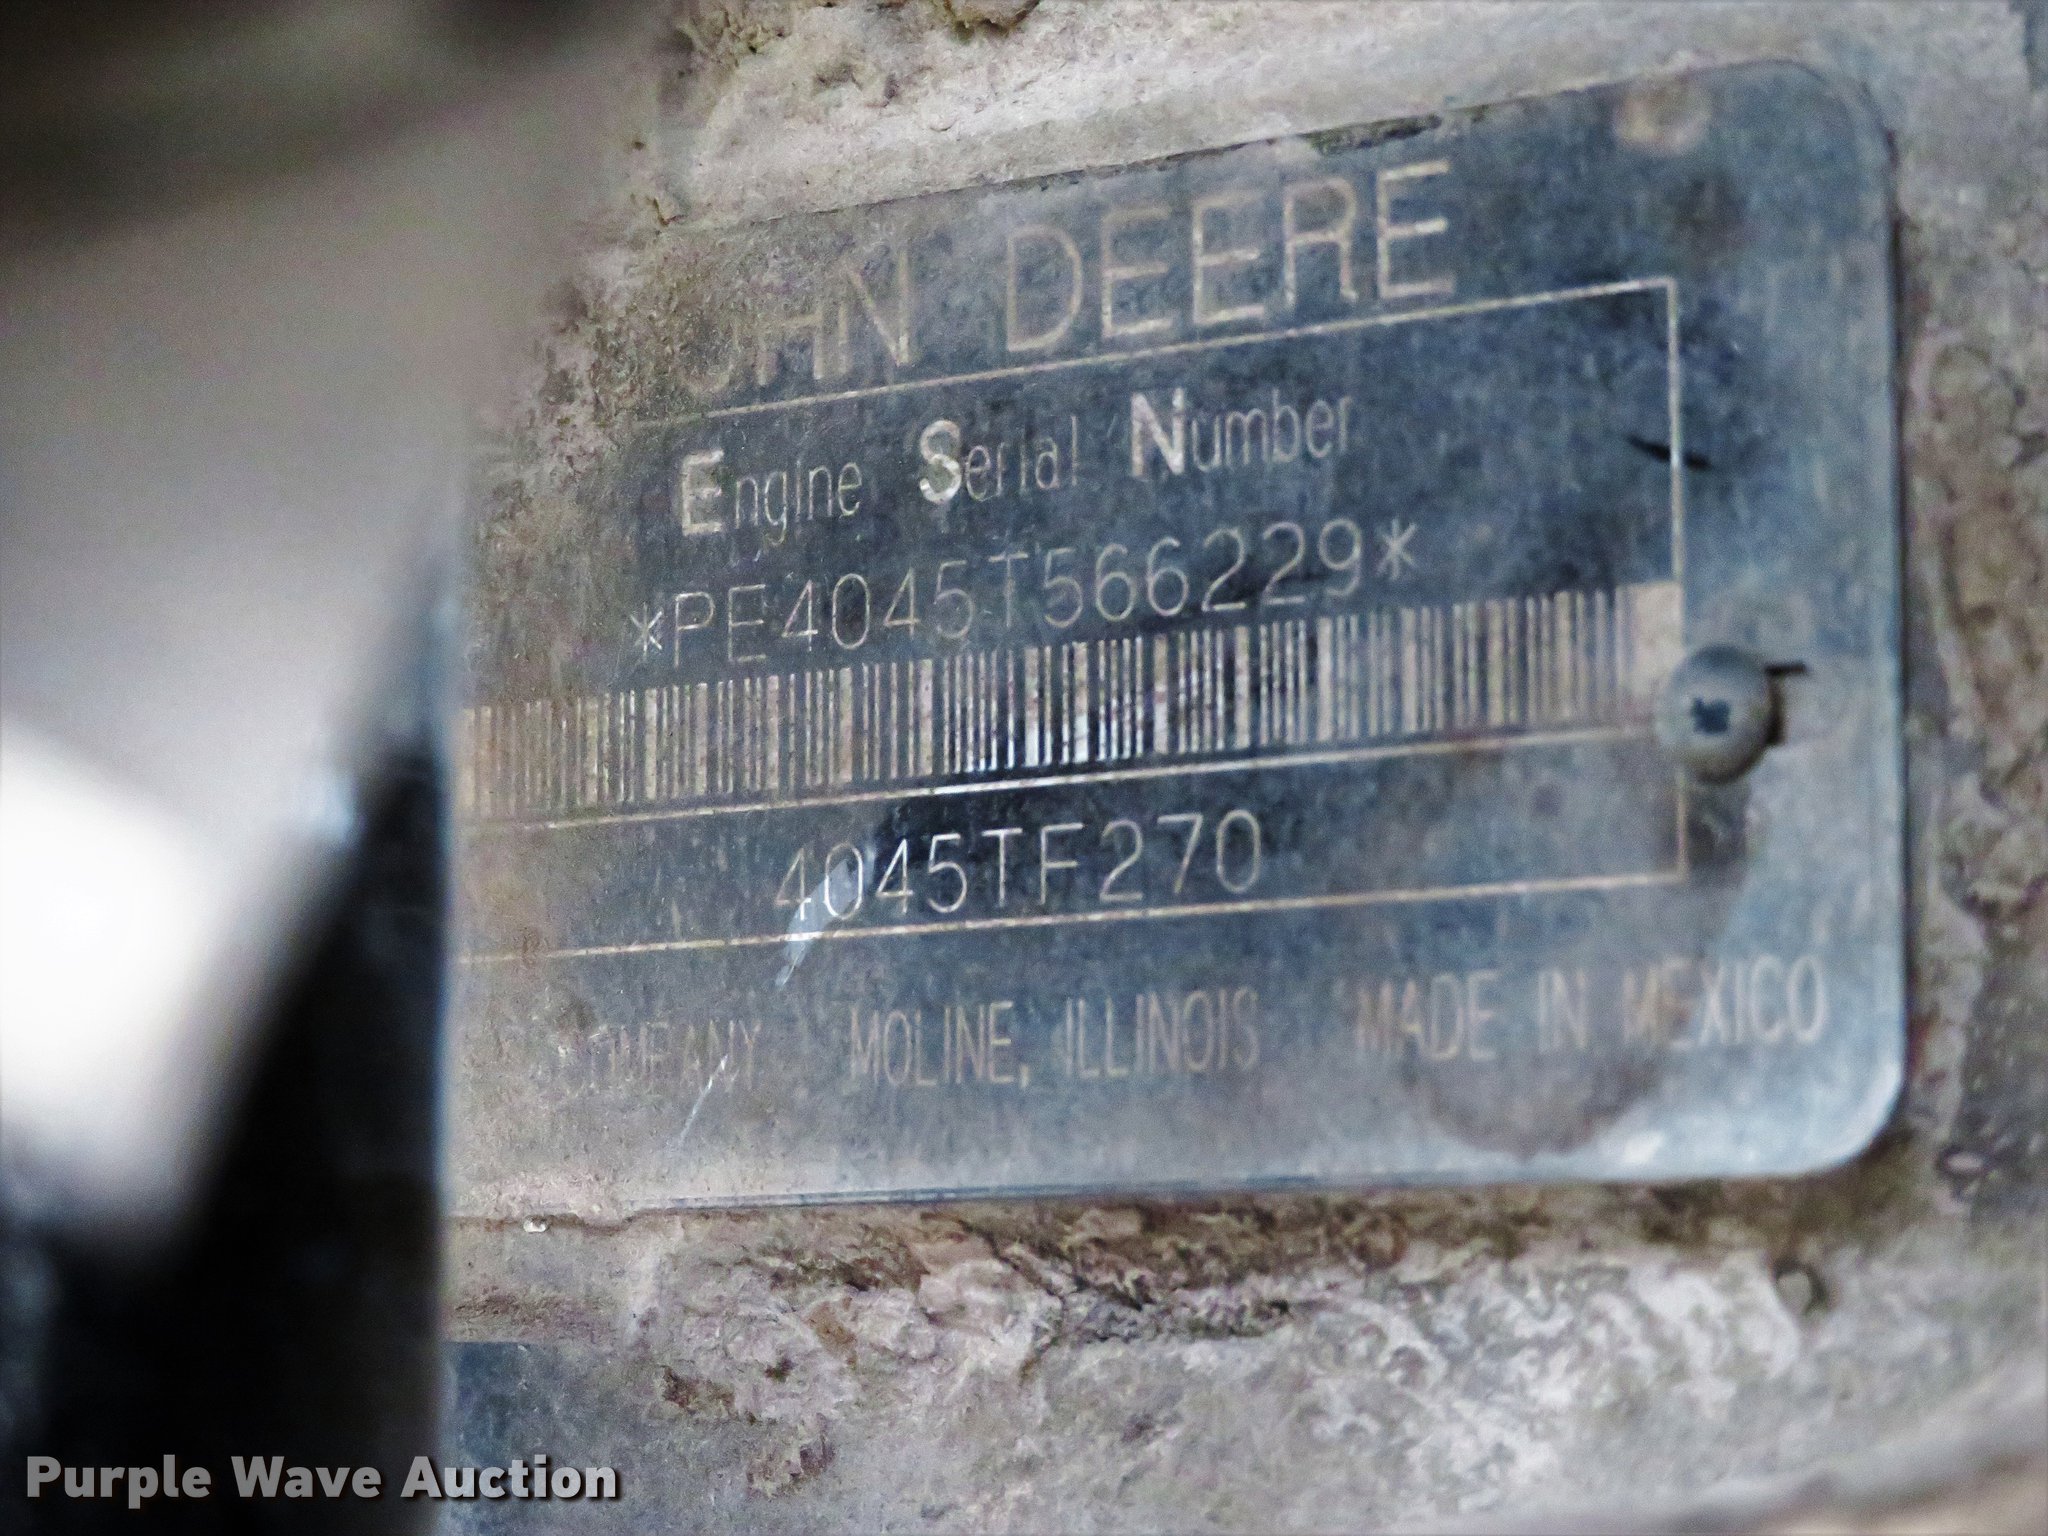 JOHN DEERE
Engine Serial Number
*PE4045T566229*
4045TF270
COMPANY MOLINE, ILLINOIS MADE IN MEXICO
Purple Wave Auction